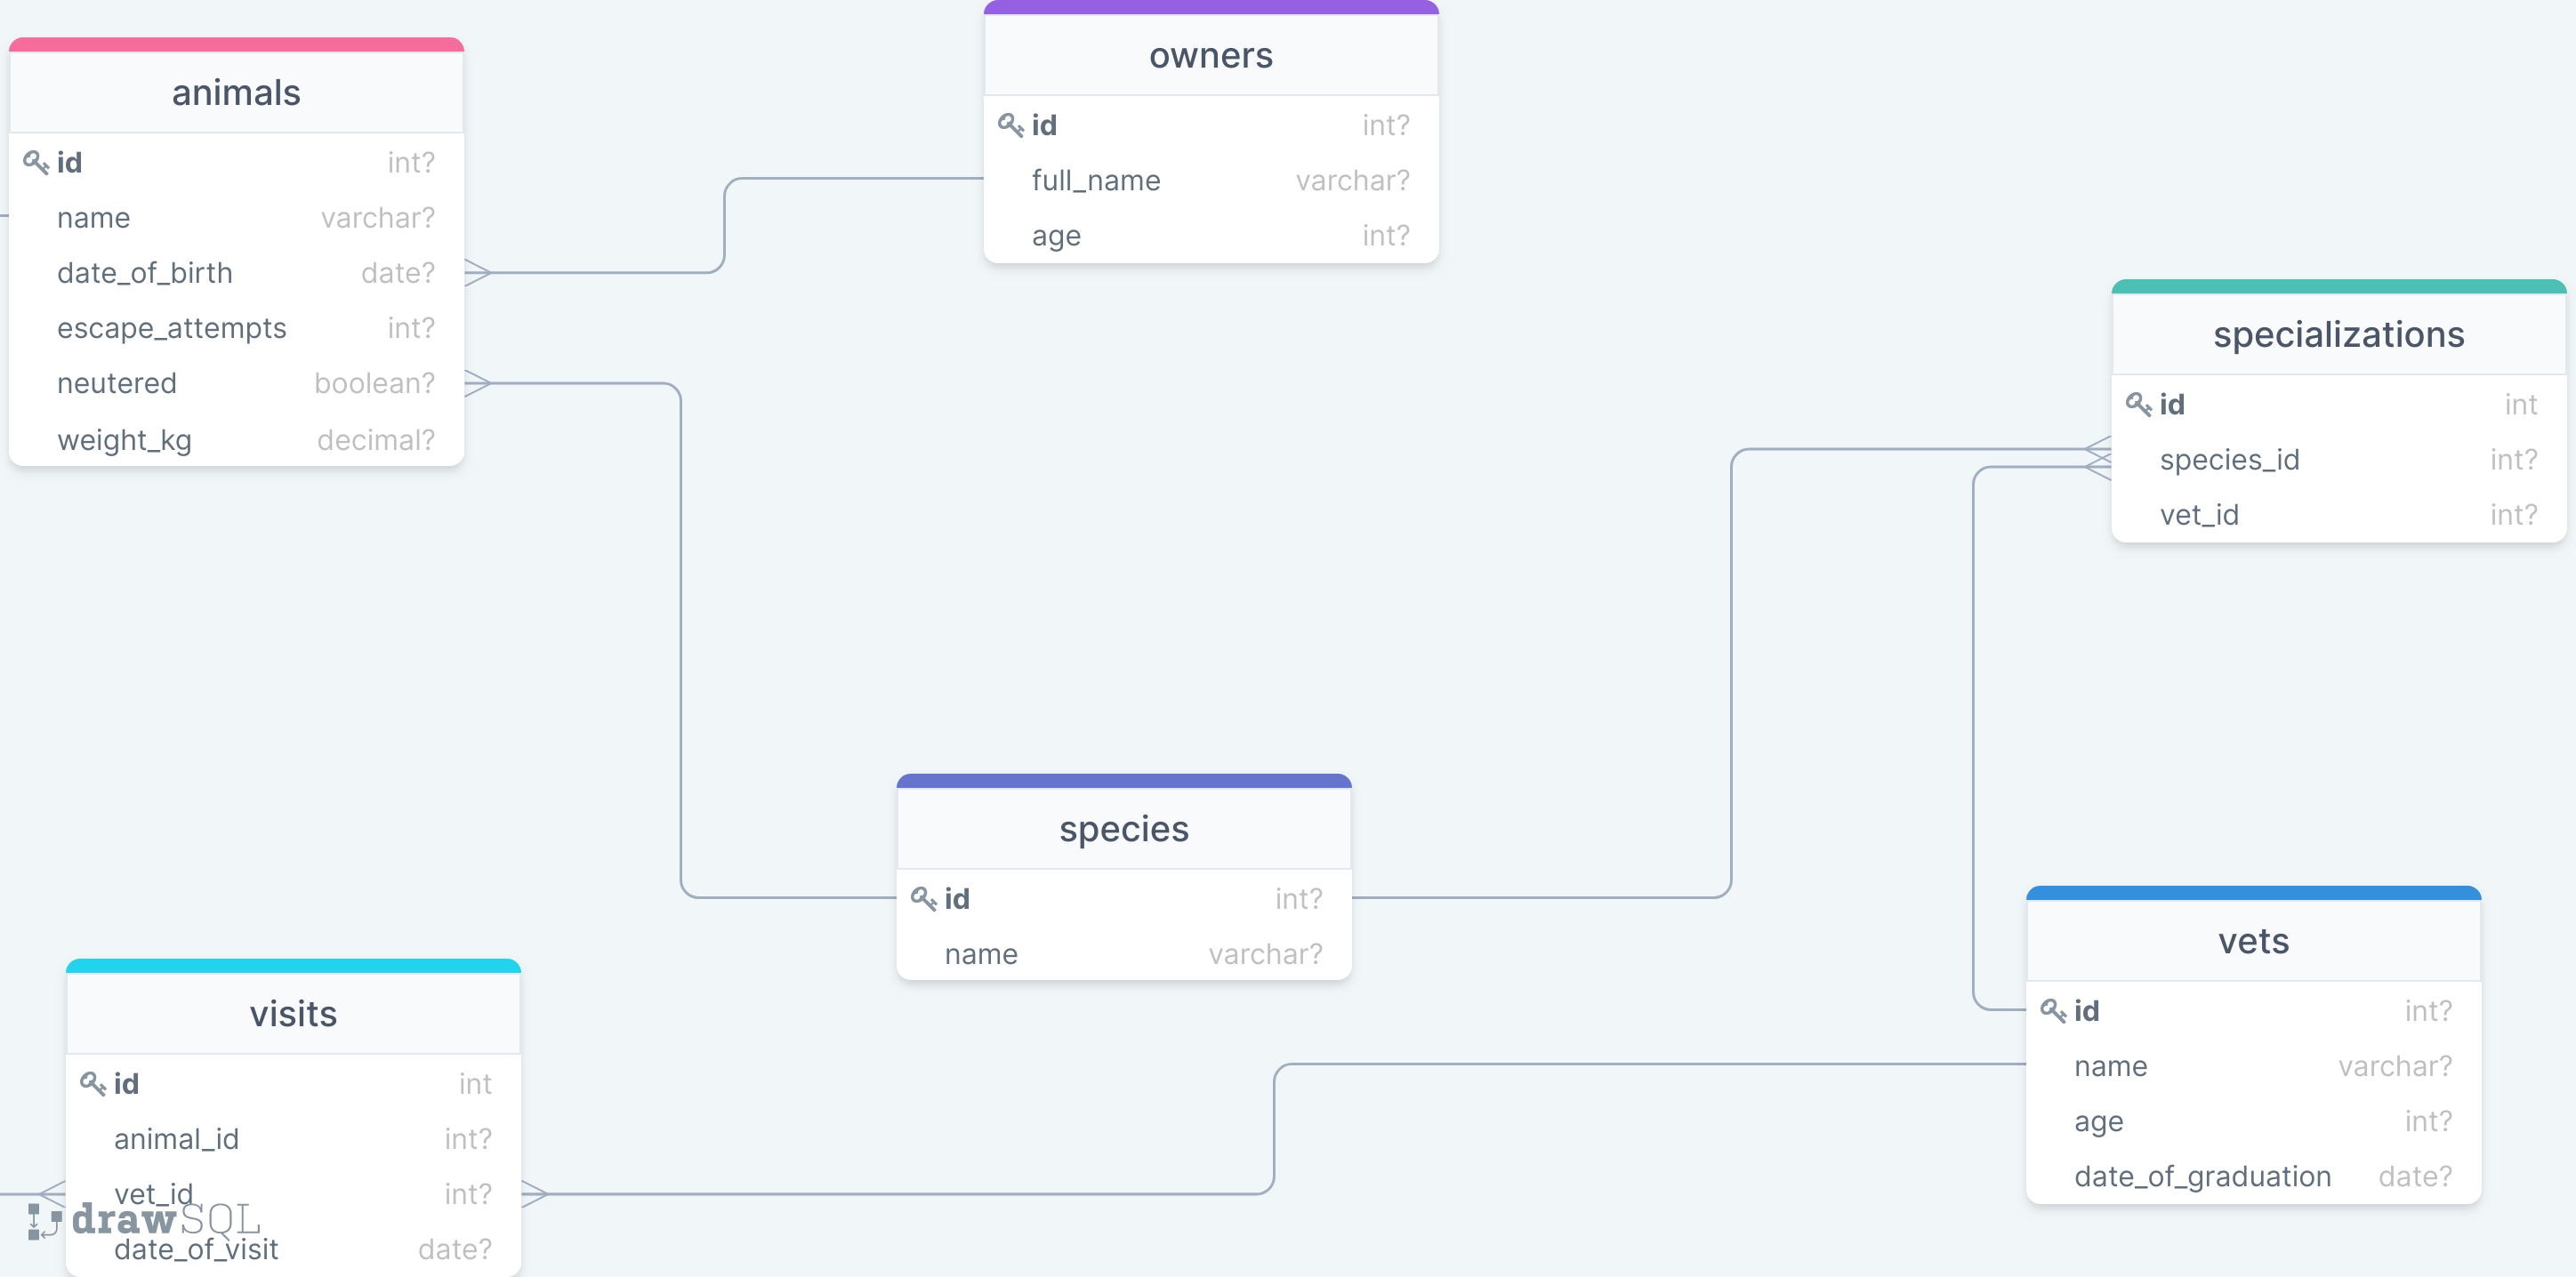 animals
id int?
name varchar?
date_of_birth date?
escape_attempts int?
neutered boolean?
weight_kg decimal?
owners
id int?
full_name varchar?
age int?
specializations
id int
species_id int?
vet_id int?
species
id int?
name varchar?
vets
id int?
name varchar?
age int?
date_of_graduation date?
visits
id int
animal_id int?
vet_id int?
drawSQL
date_of_visit date?